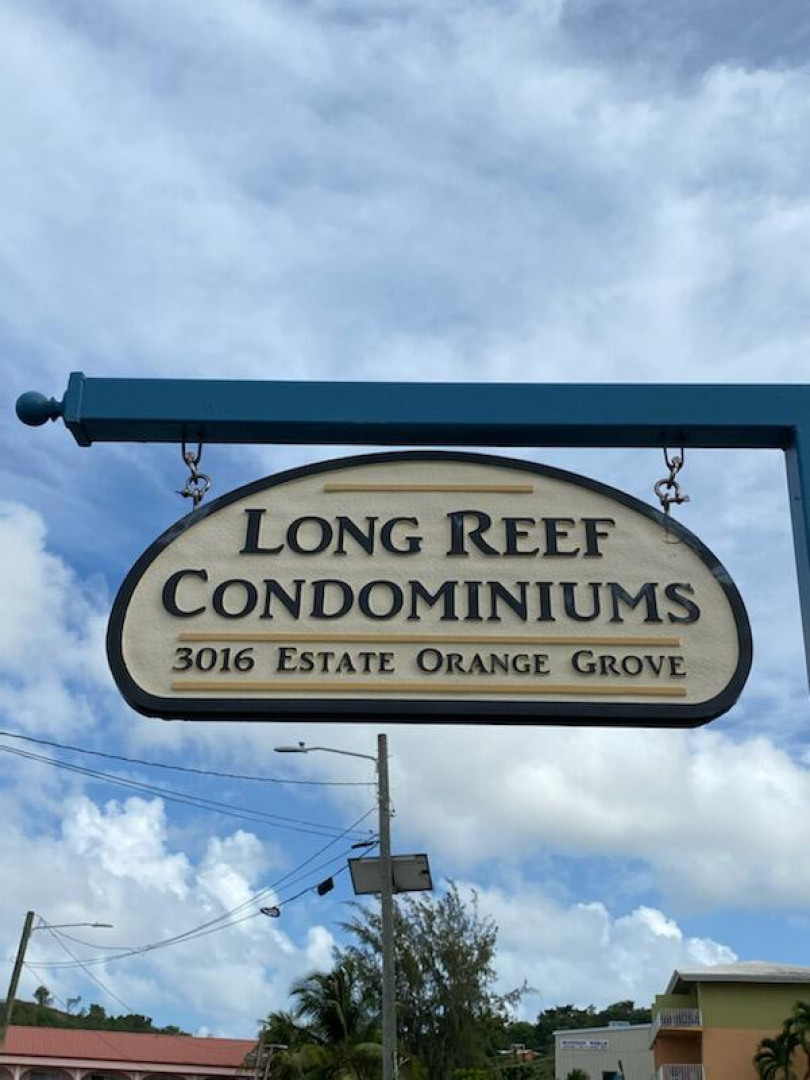 Long Reef
Condominiums
3016 Estate Orange Grove